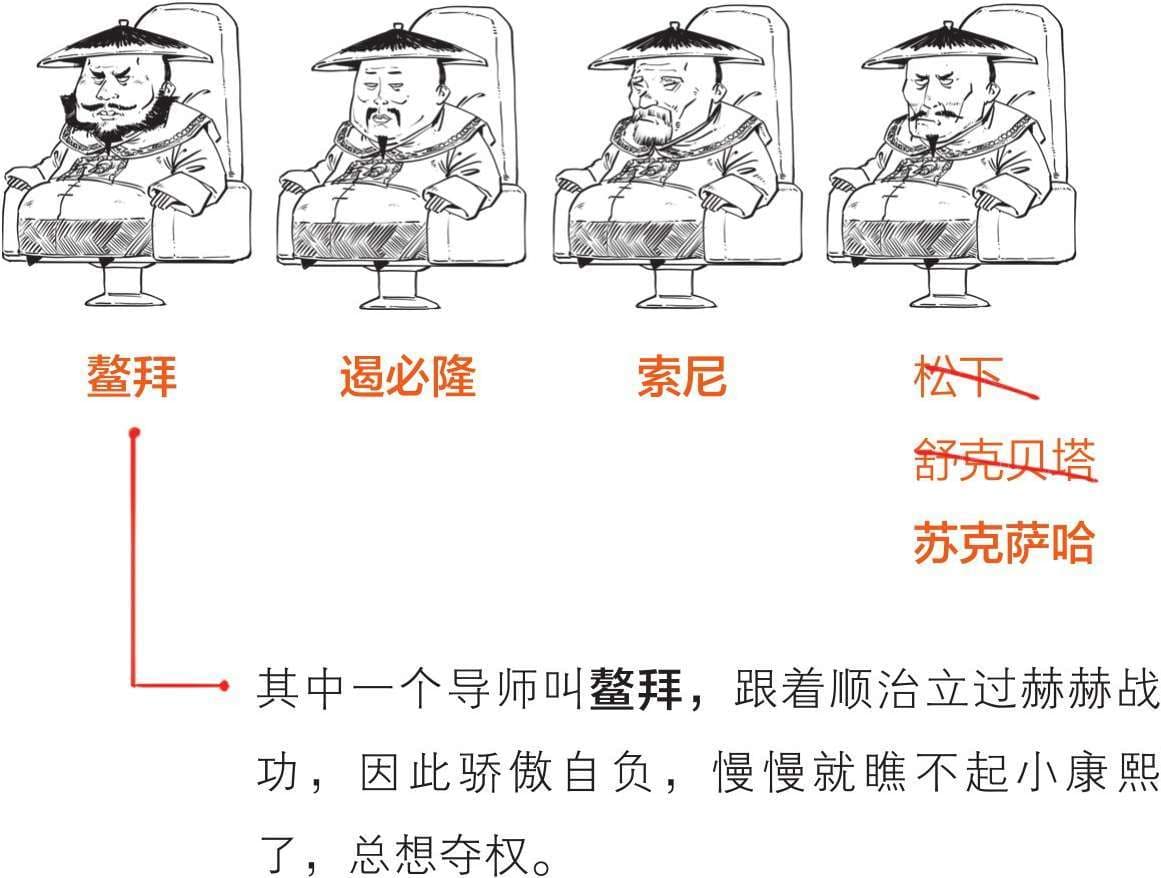 鳌拜 遏必隆 索尼 松下
舒克贝塔
苏克萨哈
其中一个导师叫鳌拜，跟着顺治立过赫赫战
功，因此骄傲自负，慢慢就瞧不起小康熙
了，总想夺权。